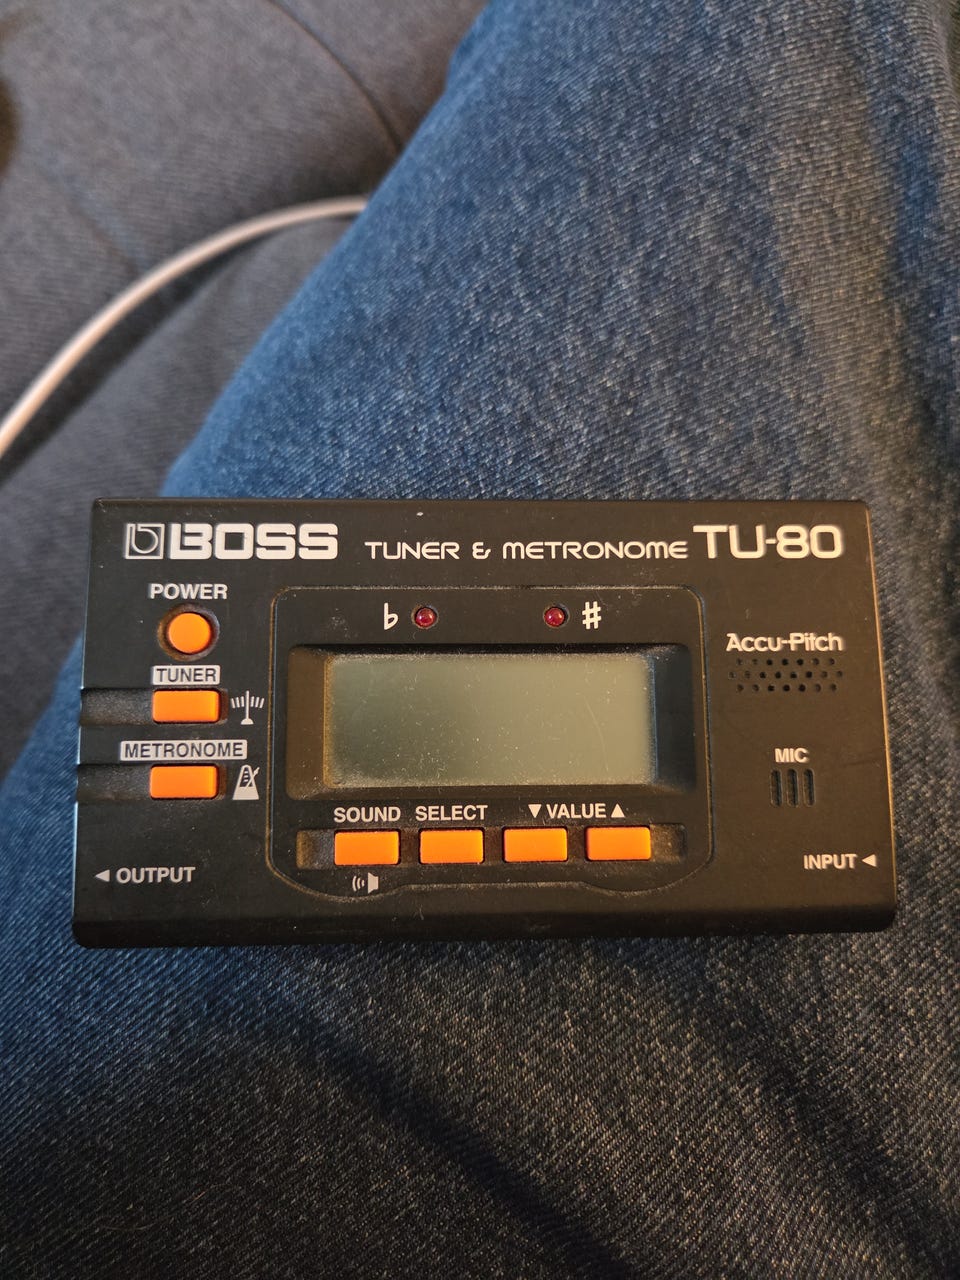 BOSS TUNER & METRONOME TU-80
POWER
♭ ♯
Accu-Pitch
TUNER
METRONOME
MIC
SOUND SELECT ▼ VALUE ▲
◀ OUTPUT
INPUT ◀